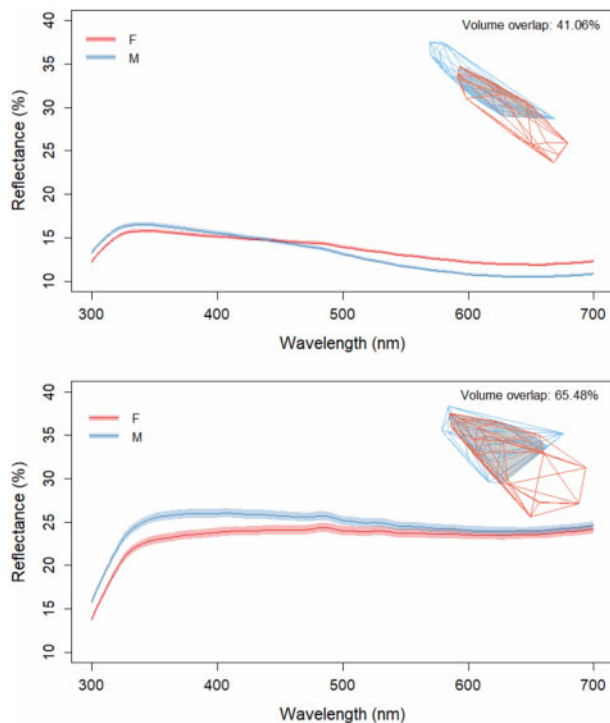 Volume overlap: 41.06%
F
M
Reflectance (%)
40
35
30
25
20
15
10
300 400 500 600 700
Wavelength (nm)
Volume overlap: 65.48%
F
M
Reflectance (%)
40
35
30
25
20
15
10
300 400 500 600 700
Wavelength (nm)